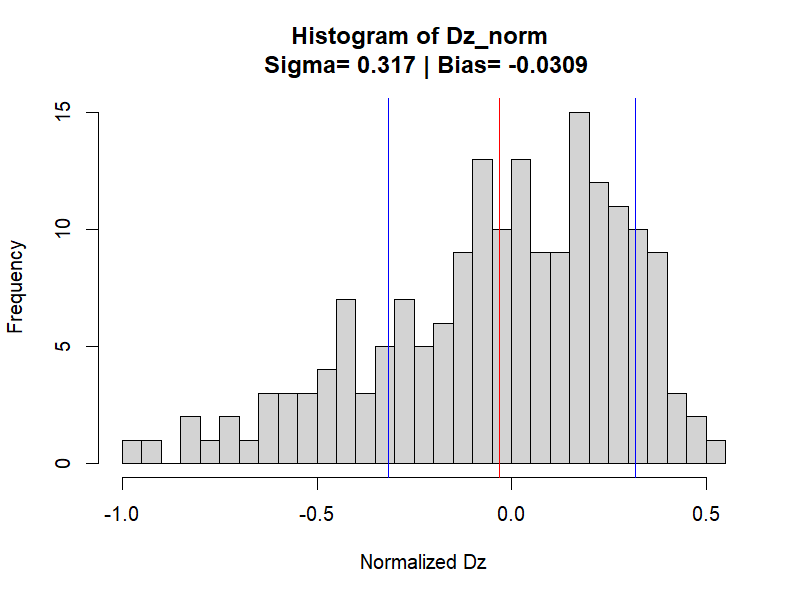 Histogram of Dz_norm
Sigma= 0.317 | Bias= -0.0309
15
10
5
0
Frequency
-1.0 -0.5 0.0 0.5
Normalized Dz